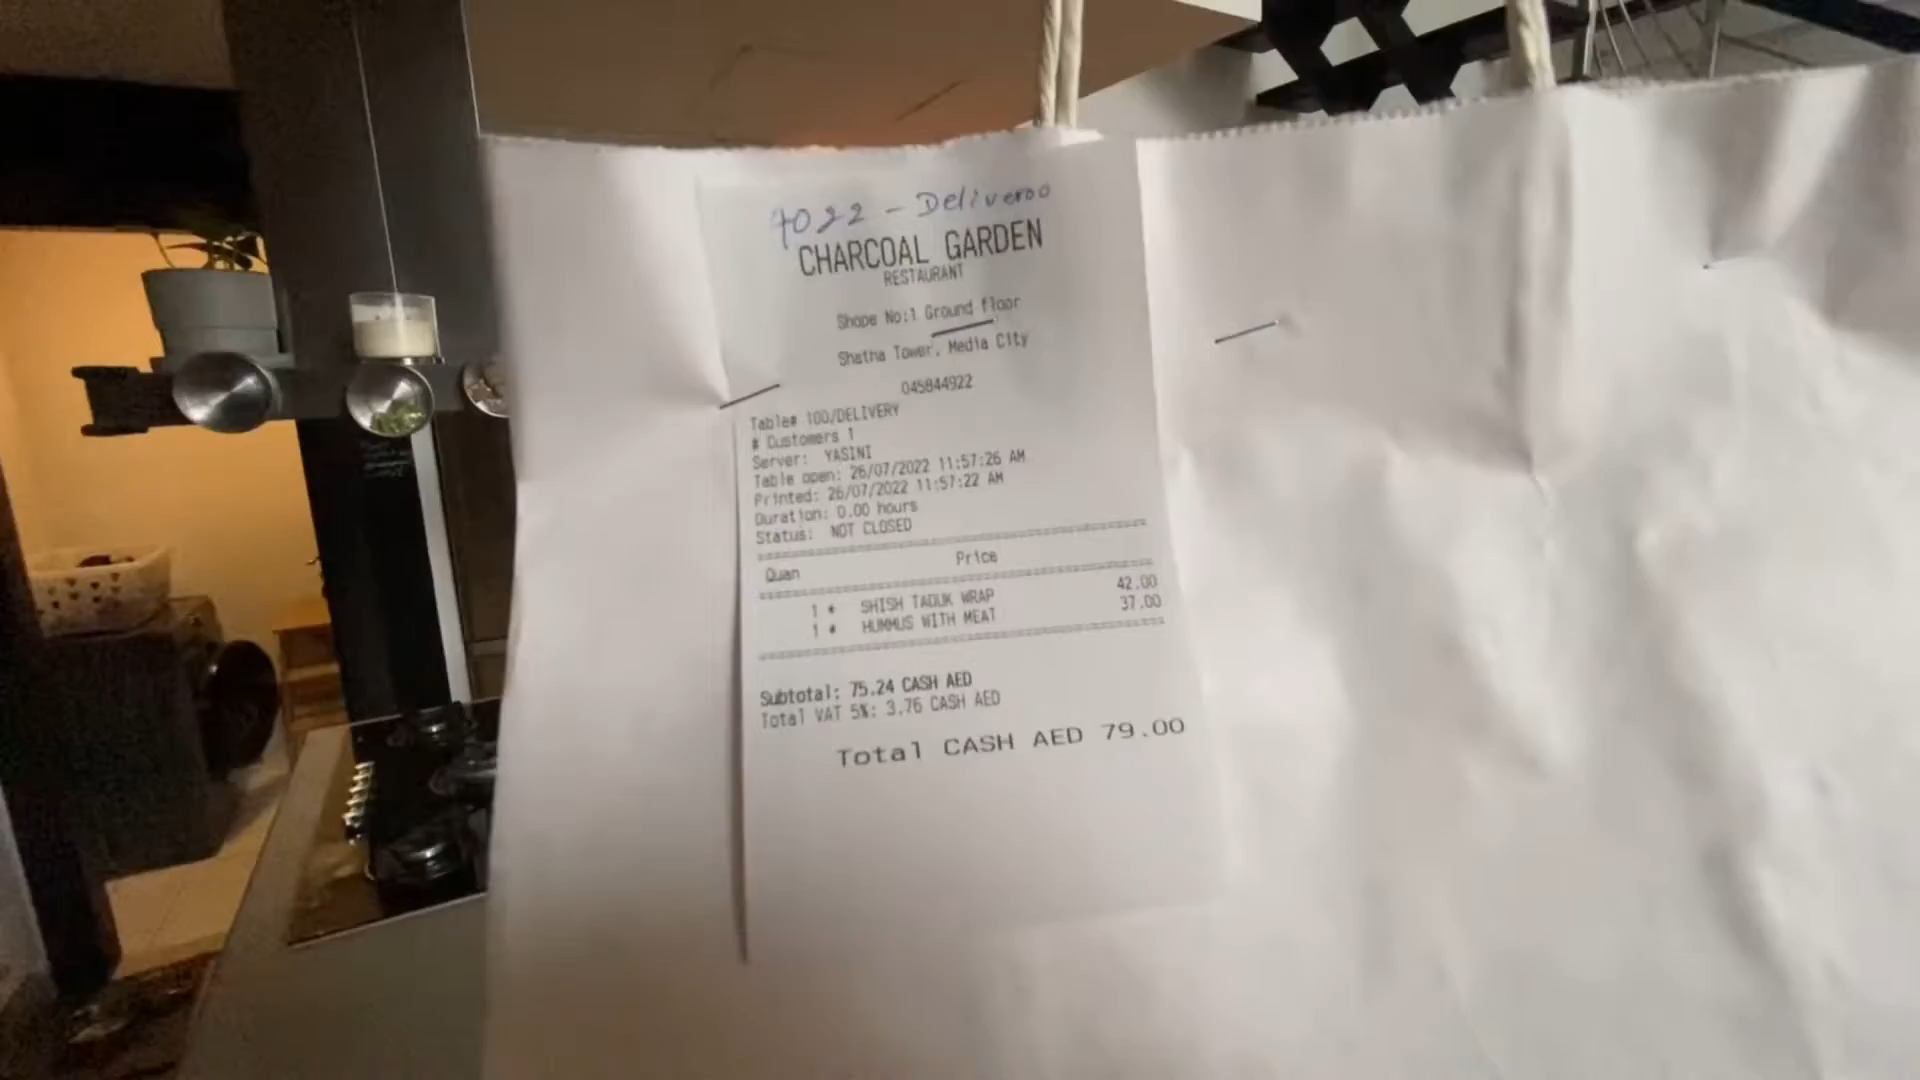 4022 - Deliveroo
CHARCOAL GARDEN
RESTAURANT
Shope No:1 Ground floor
Shatha Tower, Media City
045844922
Table# 100/DELIVERY
# Customers 1
Server: YASINI
Table open: 26/07/2022 11:57:26 AM
Printed: 26/07/2022 11:57:22 AM
Duration: 0.00 hours
Status: NOT CLOSED
Quan Price
1 * SHISH TAOUK WRAP 42.00
1 * HUMMUS WITH MEAT 37.00
Subtotal: 75.24 CASH AED
Total VAT 5%: 3.76 CASH AED
Total CASH AED 79.00